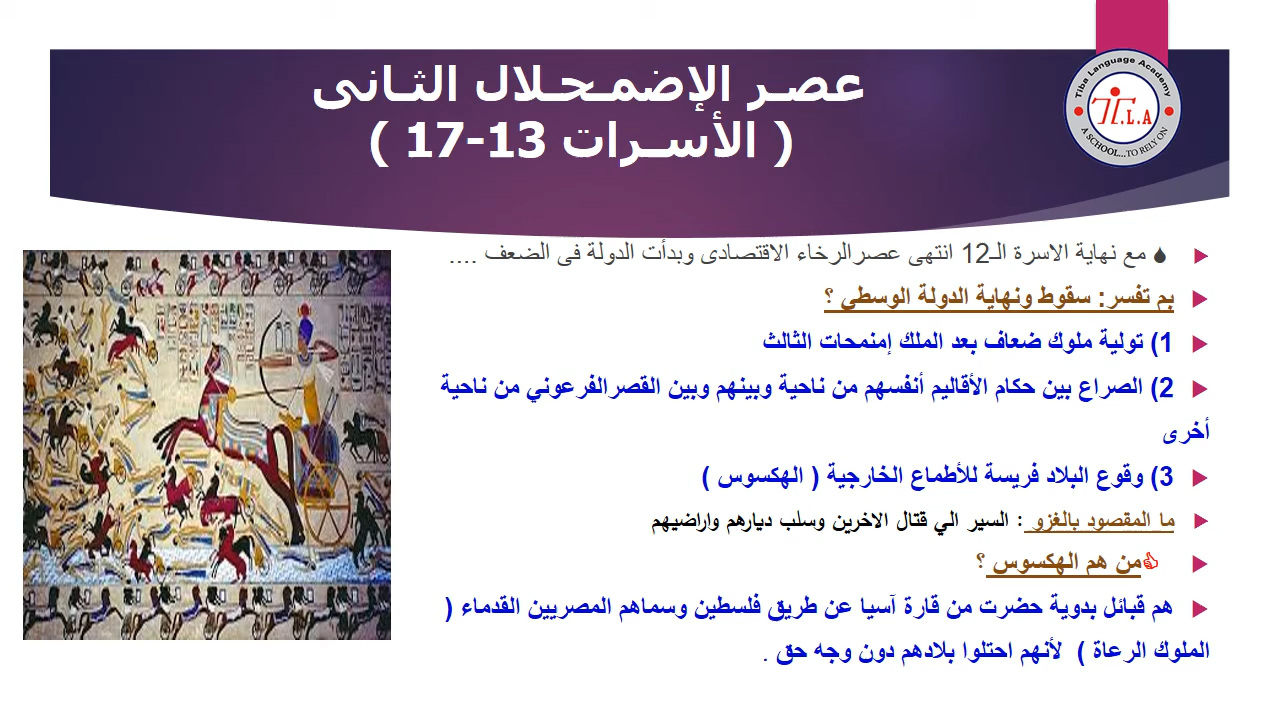 عصـر الإضمـحـلال الثـانى
( الأسـرات 13-17 )
Tiba Language Academy
T.L.A
A SCHOOL...TO RELY ON
مع نهاية الاسرة الـ12 انتهى عصرالرخاء الاقتصادى وبدأت الدولة فى الضعف ....
بم تفسر: سقوط ونهاية الدولة الوسطي ؟
1) تولية ملوك ضعاف بعد الملك إمنمحات الثالث
2) الصراع بين حكام الأقاليم أنفسهم من ناحية وبينهم وبين القصرالفرعوني من ناحية
أخرى
3) وقوع البلاد فريسة للأطماع الخارجية ( الهكسوس )
ما المقصود بالغزو : السير الي قتال الاخرين وسلب ديارهم واراضيهم
من هم الهكسوس ؟
هم قبائل بدوية حضرت من قارة آسيا عن طريق فلسطين وسماهم المصريين القدماء (
الملوك الرعاة ) لأنهم احتلوا بلادهم دون وجه حق .